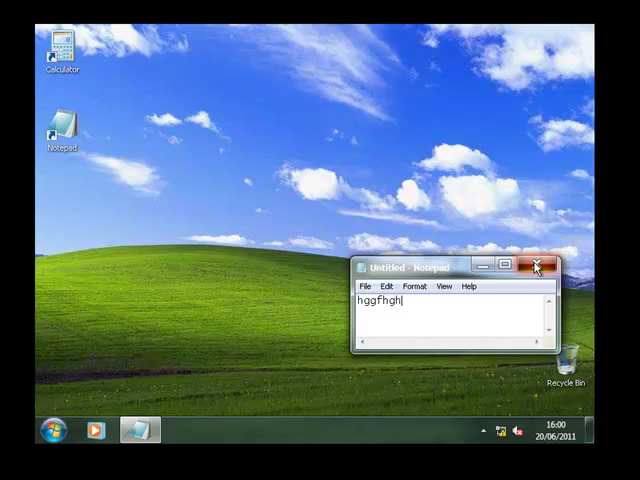 Calculator
Notepad
Untitled - Notepad
File Edit Format View Help
hggfhgh
Recycle Bin
16:00
20/06/2011